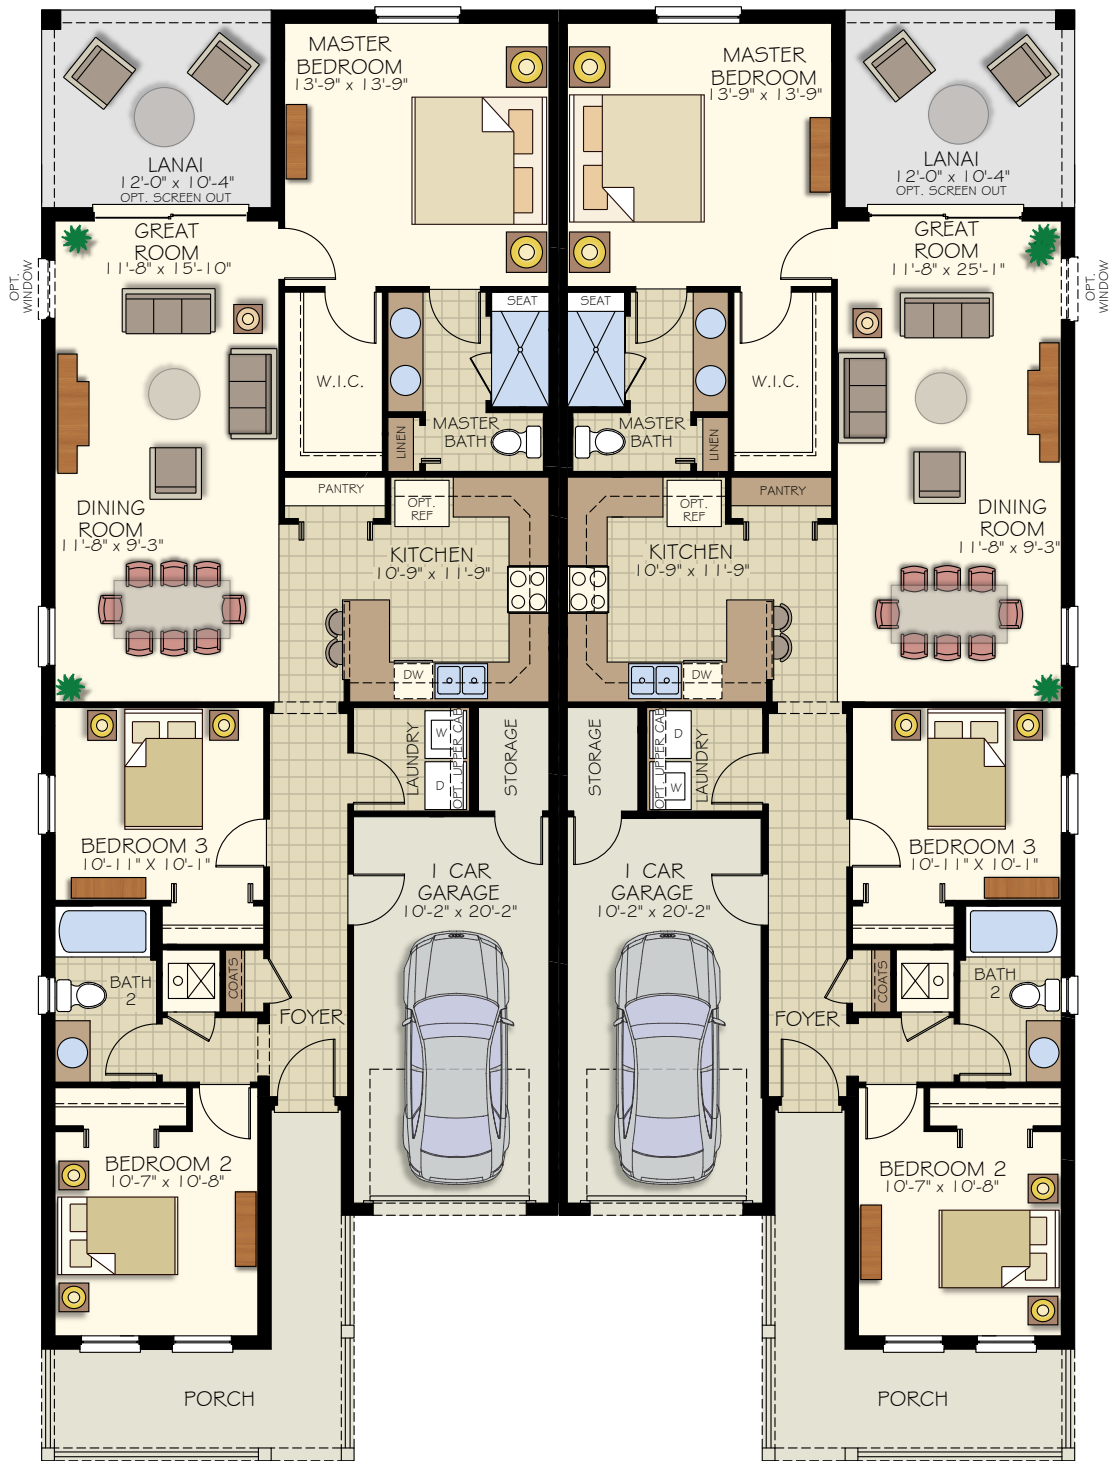 MASTER
BEDROOM
13'-9" x 13'-9"
MASTER
BEDROOM
13'-9" x 13'-9"
LANAI
12'-0" x 10'-4"
OPT. SCREEN OUT
LANAI
12'-0" x 10'-4"
OPT. SCREEN OUT
GREAT
ROOM
11'-8" x 15'-10"
GREAT
ROOM
11'-8" x 25'-1"
OPT.
WINDOW
OPT.
WINDOW
SEAT
SEAT
W.I.C.
W.I.C.
MASTER
BATH
MASTER
BATH
LINEN
LINEN
PANTRY
PANTRY
OPT.
REF
OPT.
REF
DINING
ROOM
11'-8" x 9'-3"
KITCHEN
10'-9" x 11'-9"
KITCHEN
10'-9" x 11'-9"
DINING
ROOM
11'-8" x 9'-3"
DW
DW
LAUNDRY
W
D
OPT. UPPER CAB
STORAGE
STORAGE
OPT. UPPER CAB
D
W
LAUNDRY
BEDROOM 3
10'-11" X 10'-1"
BEDROOM 3
10'-11" X 10'-1"
1 CAR
GARAGE
10'-2" x 20'-2"
1 CAR
GARAGE
10'-2" x 20'-2"
BATH
2
COATS
FOYER
FOYER
COATS
BATH
2
BEDROOM 2
10'-7" x 10'-8"
BEDROOM 2
10'-7" x 10'-8"
PORCH
PORCH